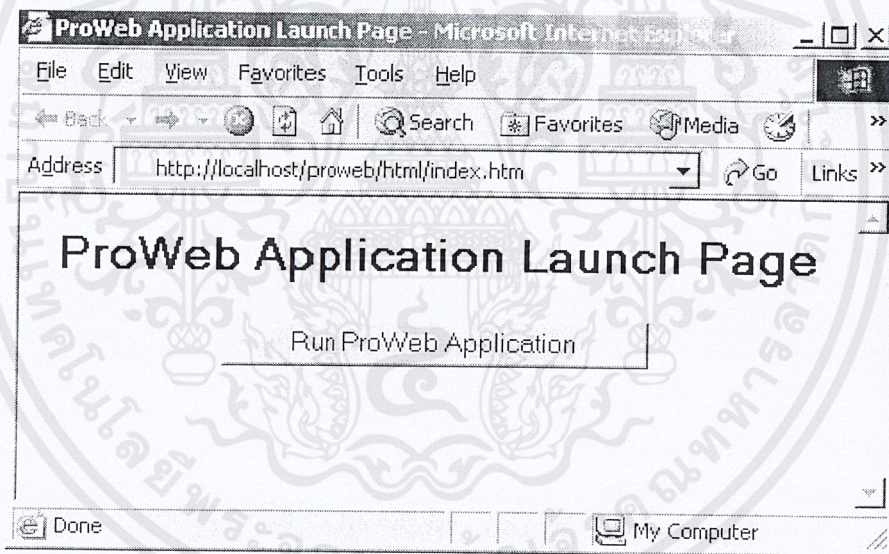 ProWeb Application Launch Page - Microsoft Internet Explorer
File Edit View Favorites Tools Help
Back Search Favorites Media »
Address http://localhost/proweb/html/index.htm Go Links »
ProWeb Application Launch Page
Run ProWeb Application
Done My Computer